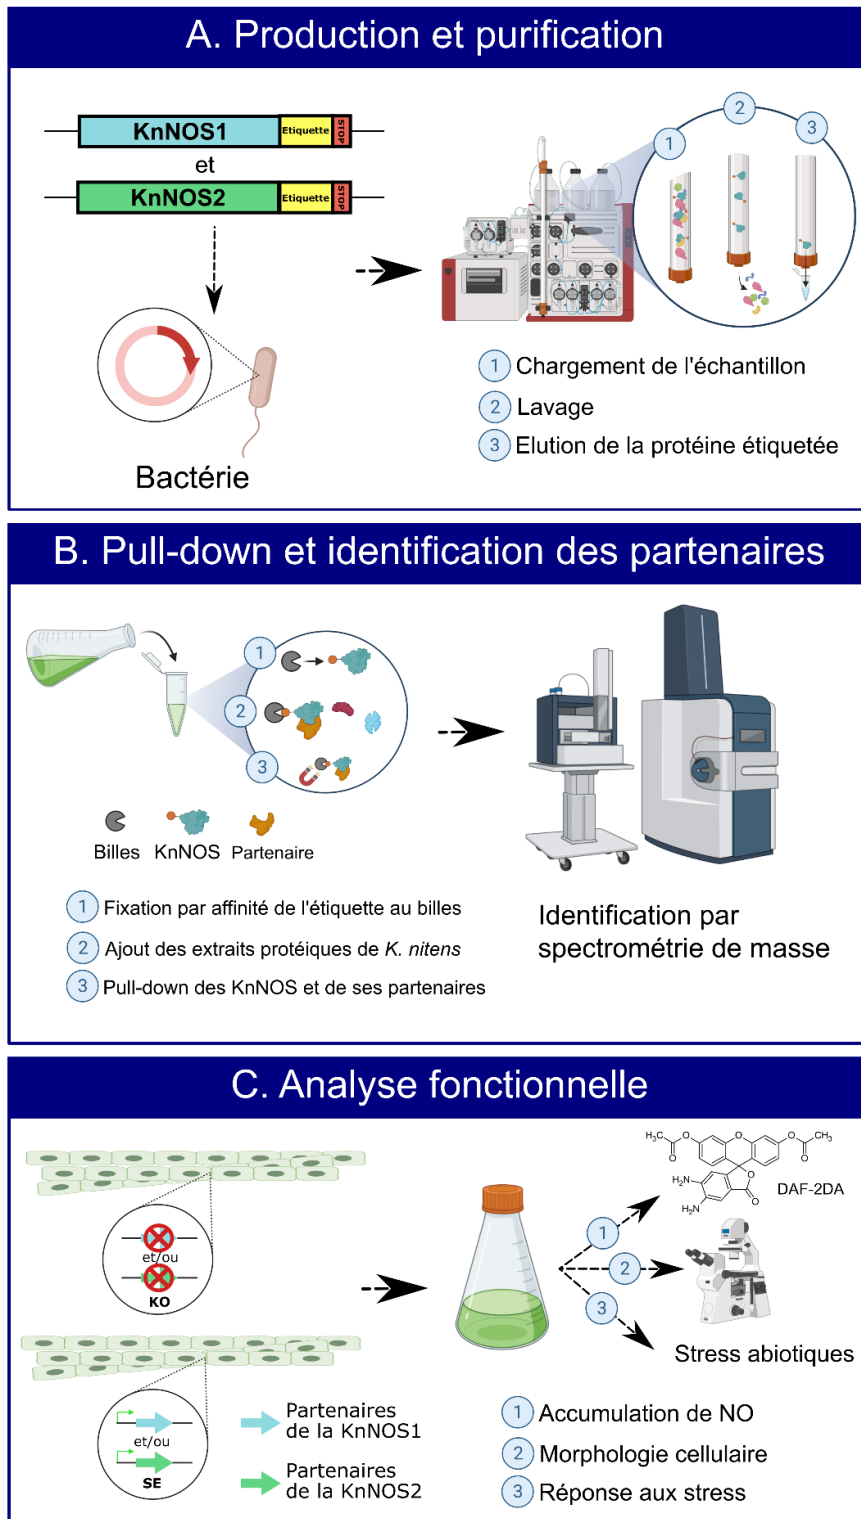 A. Production et purification
KnNOS1
Etiquette
STOP
et
KnNOS2
Etiquette
STOP
Bactérie
1
2
3
1 Chargement de l'échantillon
2 Lavage
3 Elution de la protéine étiquetée
B. Pull-down et identification des partenaires
1
2
3
Billes
KnNOS
Partenaire
1 Fixation par affinité de l'étiquette au billes
2 Ajout des extraits protéiques de K. nitens
3 Pull-down des KnNOS et de ses partenaires
Identification par
spectrométrie de masse
C. Analyse fonctionnelle
et/ou
KO
et/ou
SE
Partenaires
de la KnNOS1
Partenaires
de la KnNOS2
1
2
3
H₃C
O
O
O
O
CH₃
O
H₂N
H₂N
O
O
DAF-2DA
Stress abiotiques
1 Accumulation de NO
2 Morphologie cellulaire
3 Réponse aux stress